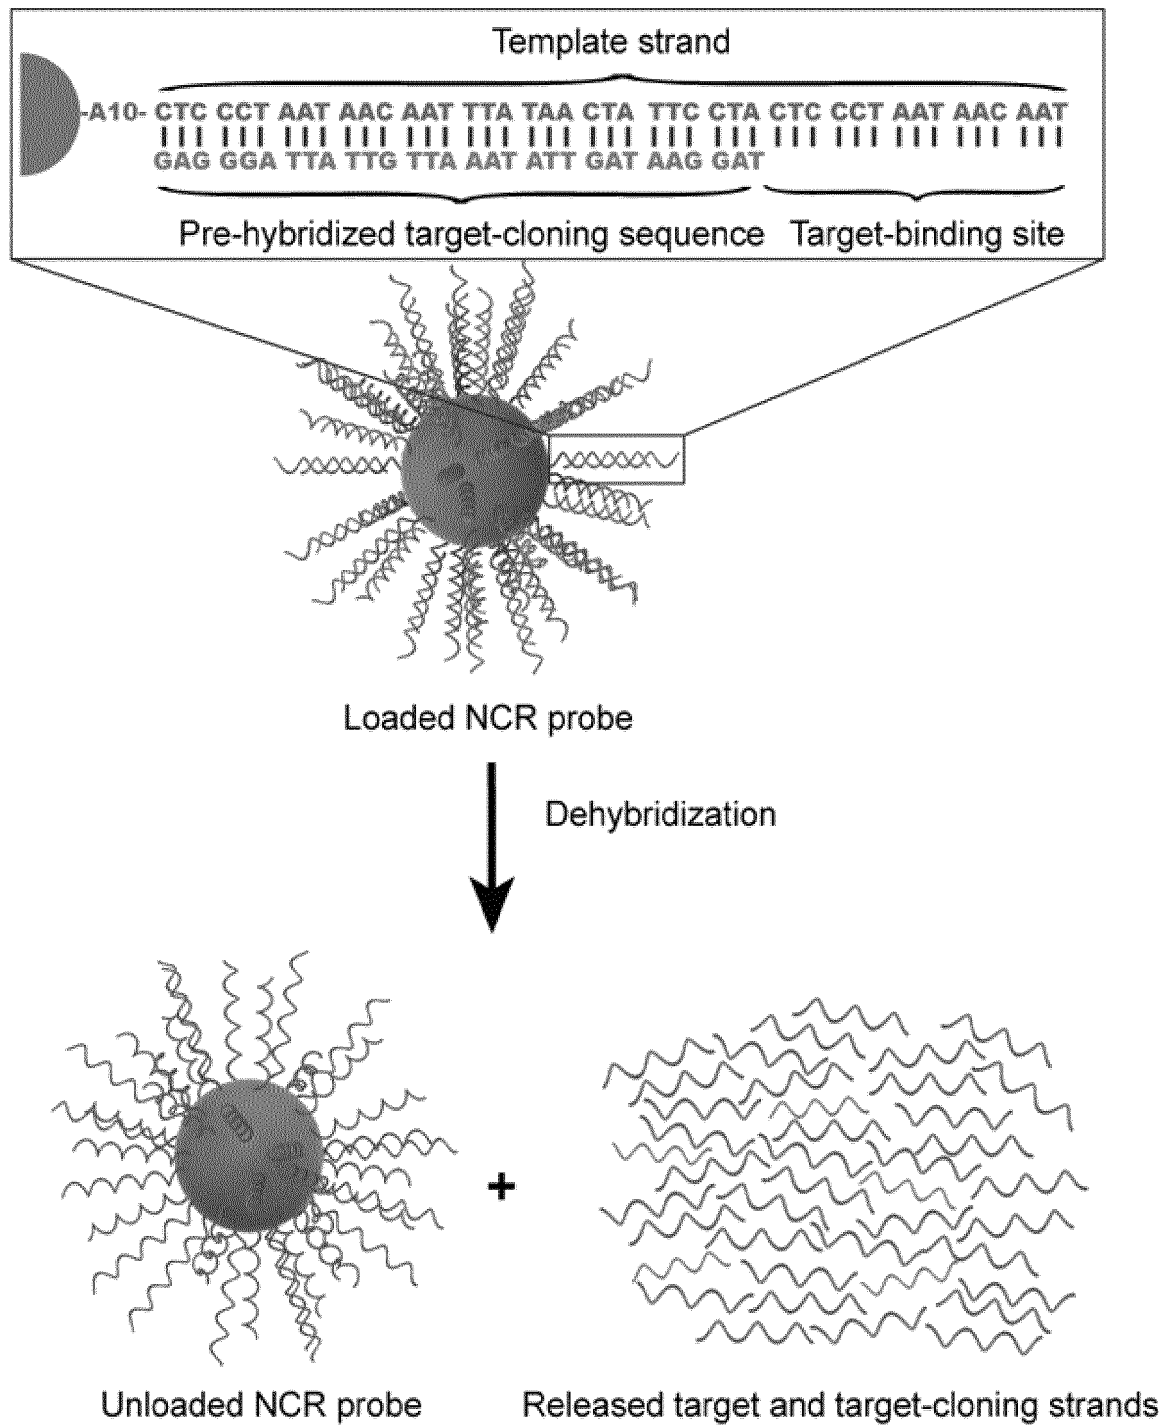 Template strand
-A10- CTC CCT AAT AAC AAT TTA TAA CTA TTC CTA CTC CCT AAT AAC AAT
GAG GGA TTA TTG TTA AAT ATT GAT AAG GAT
Pre-hybridized target-cloning sequence Target-binding site
Loaded NCR probe
Dehybridization
+
Unloaded NCR probe Released target and target-cloning strands